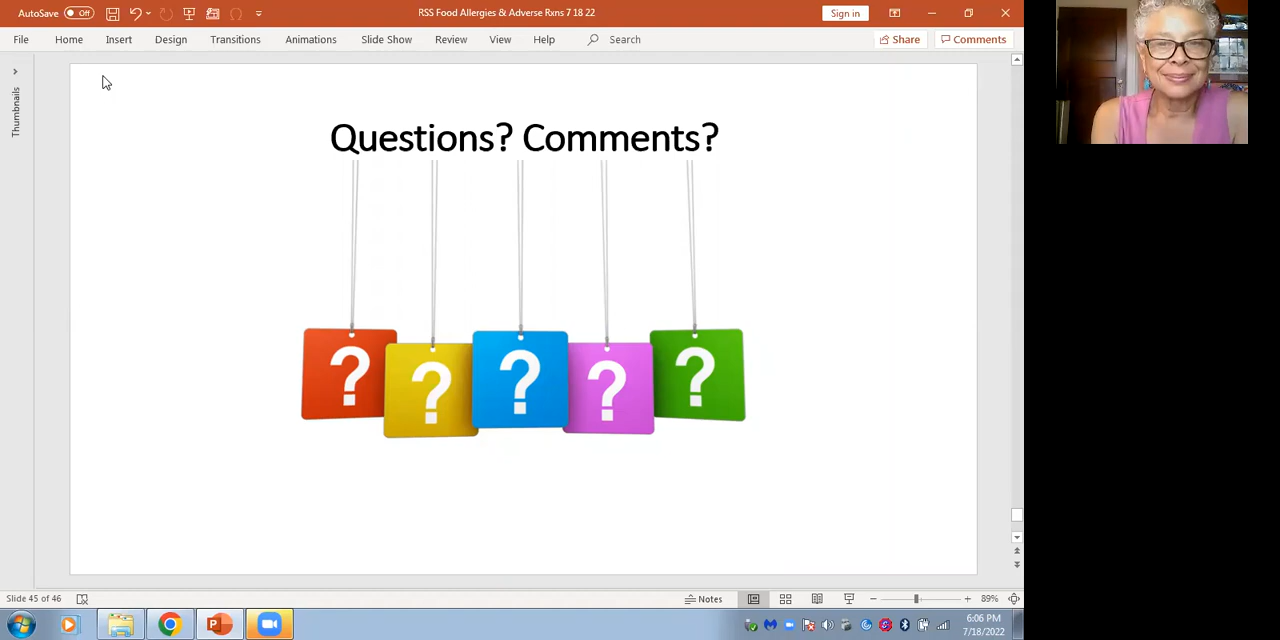 AutoSave Off RSS Food Allergies & Adverse Rxns 7 18 22 Sign in
File Home Insert Design Transitions Animations Slide Show Review View Help Search Share Comments
Thumbnails
Questions? Comments?
? ? ? ? ?
Slide 45 of 46 Notes 89%
6:06 PM
7/18/2022